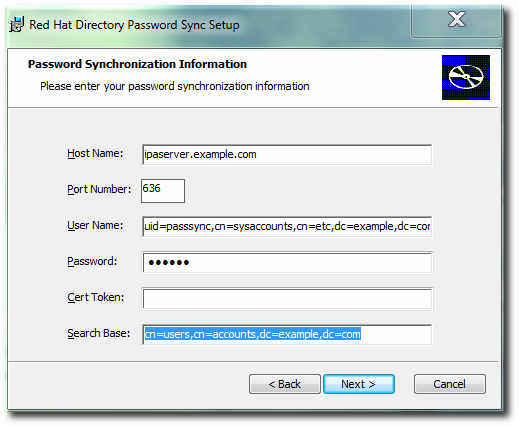 Red Hat Directory Password Sync Setup
Password Synchronization Information
Please enter your password synchronization information
Host Name: ipaserver.example.com
Port Number: 636
User Name: uid=passsync,cn=sysaccounts,cn=etc,dc=example,dc=com
Password: ••••••
Cert Token:
Search Base: cn=users,cn=accounts,dc=example,dc=com
< Back Next > Cancel